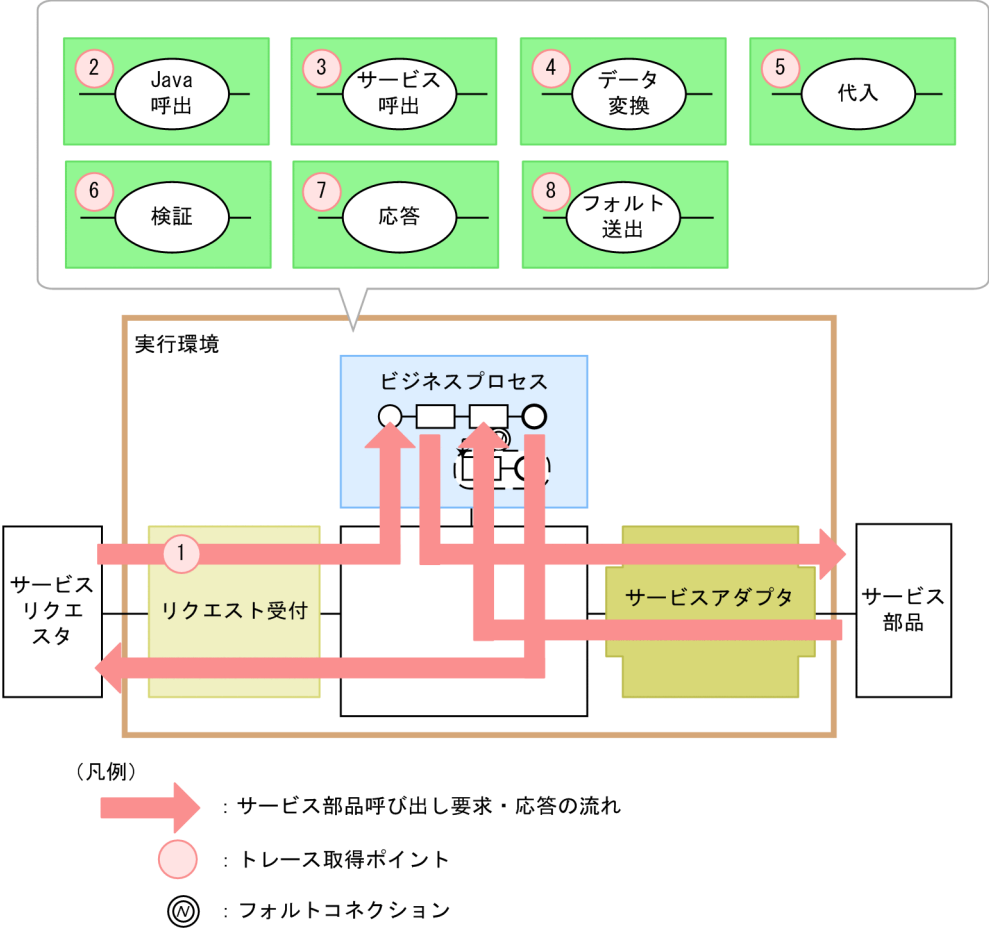 2
Java
呼出
3
サービス
呼出
4
データ
変換
5
代入
6
検証
7
応答
8
フォルト
送出
実行環境
ビジネスプロセス
サービス
リクエ
スタ
1
リクエスト受付
サービスアダプタ
サービス
部品
（凡例）
：サービス部品呼び出し要求・応答の流れ
：トレース取得ポイント
N
：フォルトコネクション